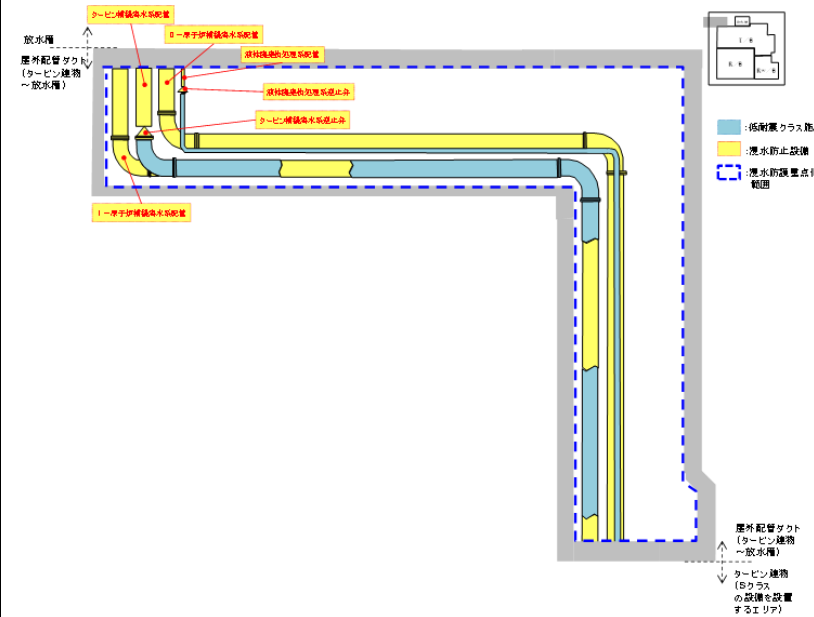 タービン補機海水系配管
放水槽
Ⅱ－原子炉補機海水系配管
液体廃棄物処理系配管
屋外配管ダクト
(タービン建物
～放水槽)
液体廃棄物処理系逆止弁
タービン補機海水系逆止弁
:低耐震クラス施
:浸水防止設備
:浸水防護重点化
範囲
Ⅰ－原子炉補機海水系配管
屋外配管ダクト
(タービン建物
～放水槽)
タービン建物
(Sクラス
の設備を設置
するエリア)